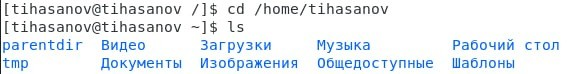 [tihasanov@tihasanov /]$ cd /home/tihasanov
[tihasanov@tihasanov ~]$ ls
parentdir  Видео      Загрузки     Музыка         Рабочий стол
tmp        Документы  Изображения  Общедоступные  Шаблоны